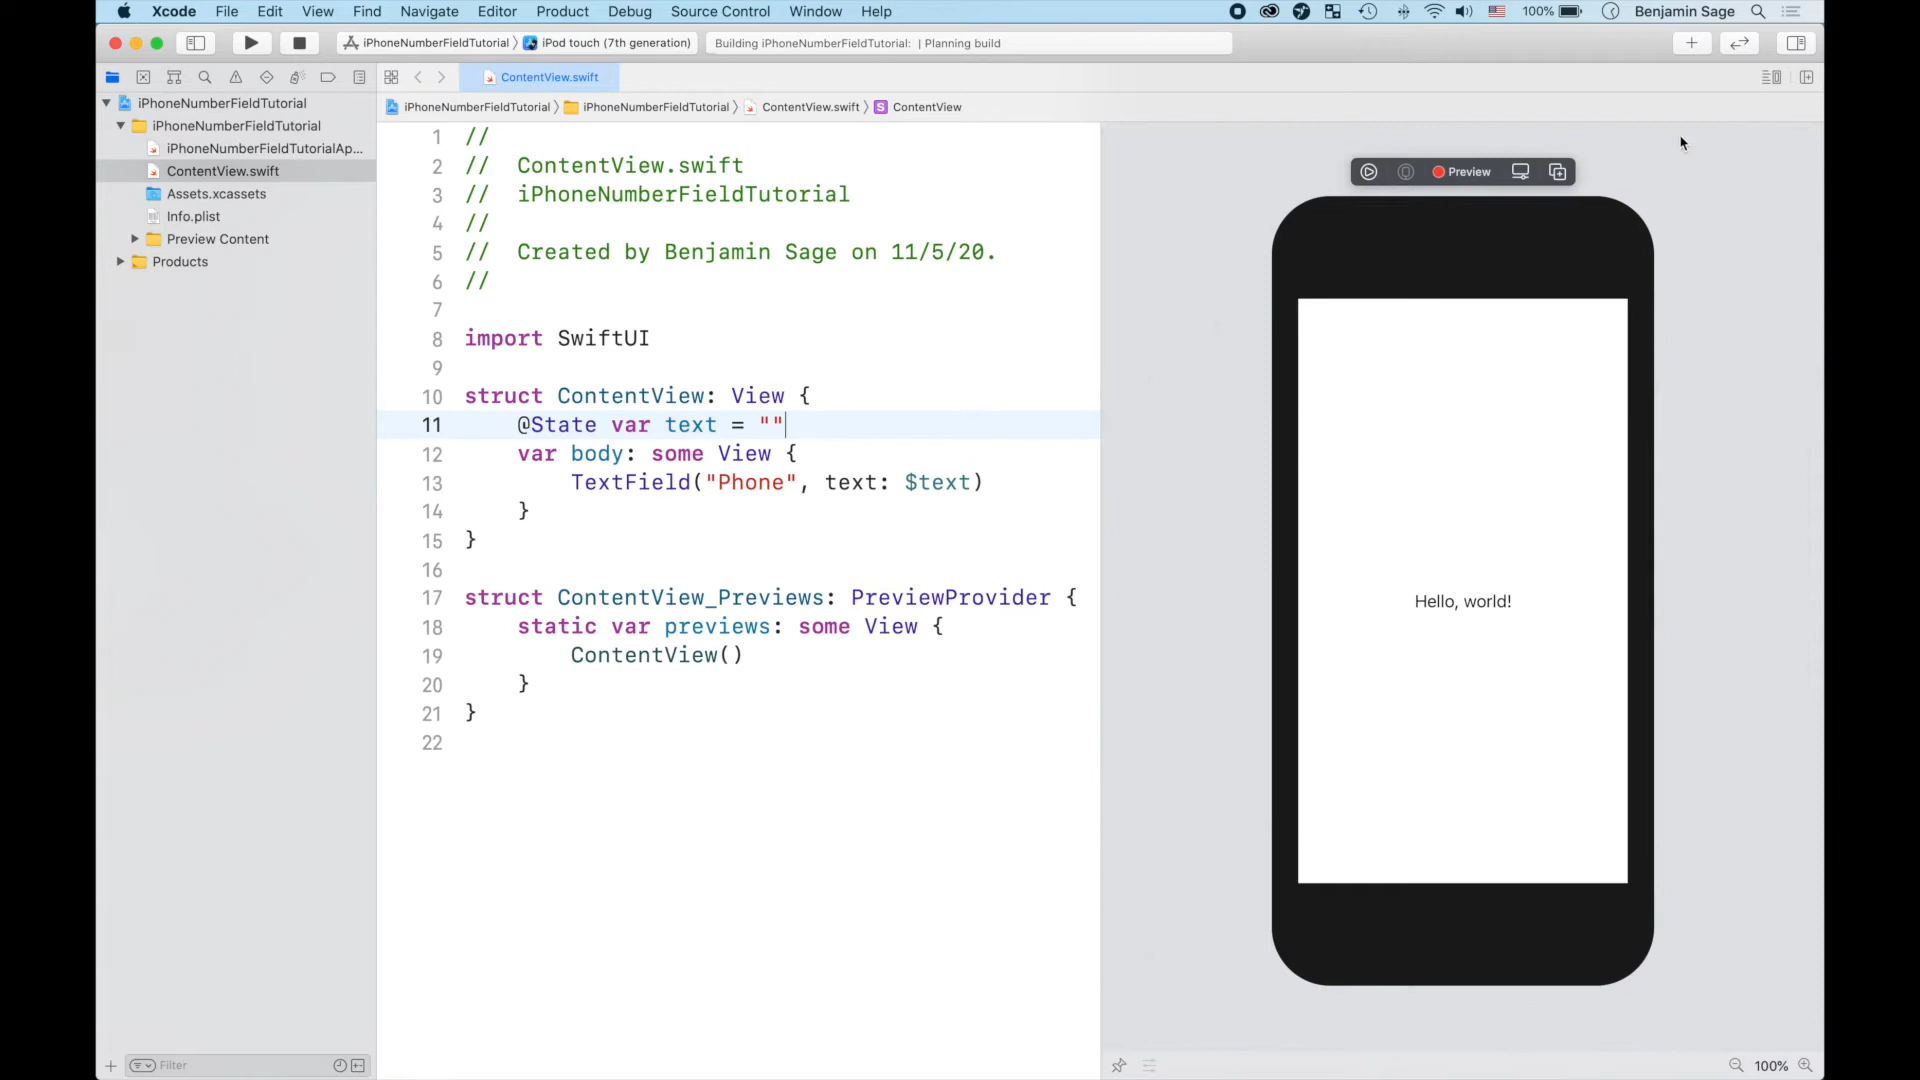 Xcode File Edit View Find Navigate Editor Product Debug Source Control Window Help 100% Benjamin Sage
iPhoneNumberFieldTutorial 〉 iPod touch (7th generation) Building iPhoneNumberFieldTutorial: | Planning build
ContentView.swift
iPhoneNumberFieldTutorial 〉 iPhoneNumberFieldTutorial 〉 ContentView.swift 〉 S ContentView
iPhoneNumberFieldTutorial
iPhoneNumberFieldTutorial
iPhoneNumberFieldTutorialAp...
ContentView.swift
Assets.xcassets
Info.plist
Preview Content
Products
Filter
1 //
2 //  ContentView.swift
3 //  iPhoneNumberFieldTutorial
4 //
5 //  Created by Benjamin Sage on 11/5/20.
6 //
7
8 import SwiftUI
9
10 struct ContentView: View {
11     @State var text = ""
12     var body: some View {
13         TextField("Phone", text: $text)
14     }
15 }
16
17 struct ContentView_Previews: PreviewProvider {
18     static var previews: some View {
19         ContentView()
20     }
21 }
22
Preview
Hello, world!
100%